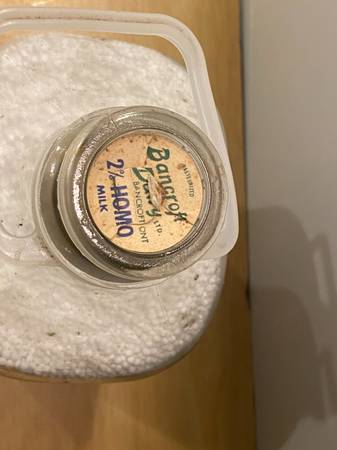 PASTEURIZED
Bancroft
Dairy LTD.
BANCROFT ONT
2% HOMO
MILK